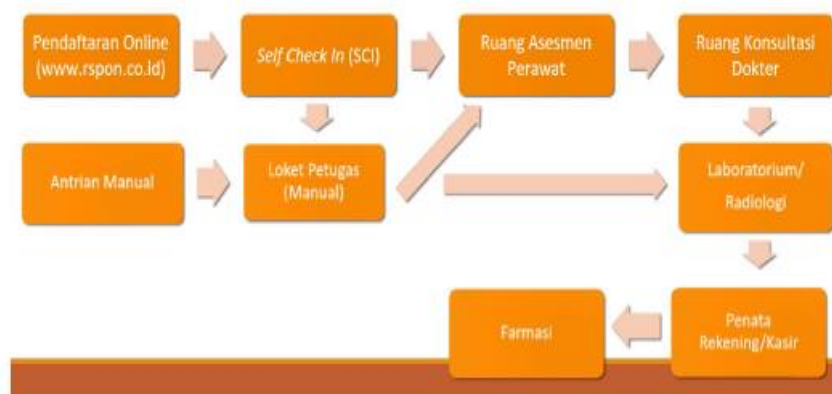 Pendaftaran Online
(www.rspon.co.id)
Self Check In (SCI)
Ruang Asesmen
Perawat
Ruang Konsultasi
Dokter
Antrian Manual
Loket Petugas
(Manual)
Laboratorium/
Radiologi
Farmasi
Penata
Rekening/Kasir